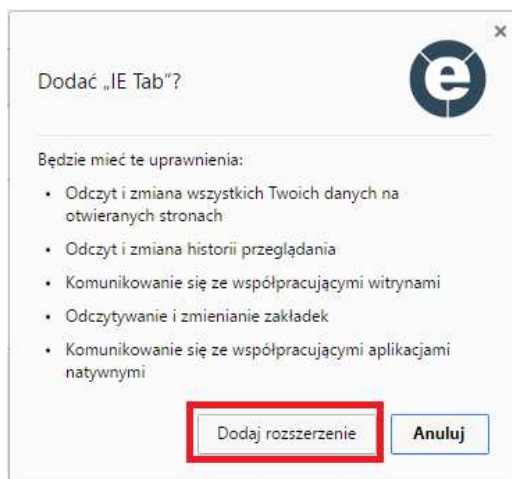 Dodać „IE Tab"?
Będzie mieć te uprawnienia:
• Odczyt i zmiana wszystkich Twoich danych na
otwieranych stronach
• Odczyt i zmiana historii przeglądania
• Komunikowanie się ze współpracującymi witrynami
• Odczytywanie i zmienianie zakładek
• Komunikowanie się ze współpracującymi aplikacjami
natywnymi
Dodaj rozszerzenie Anuluj